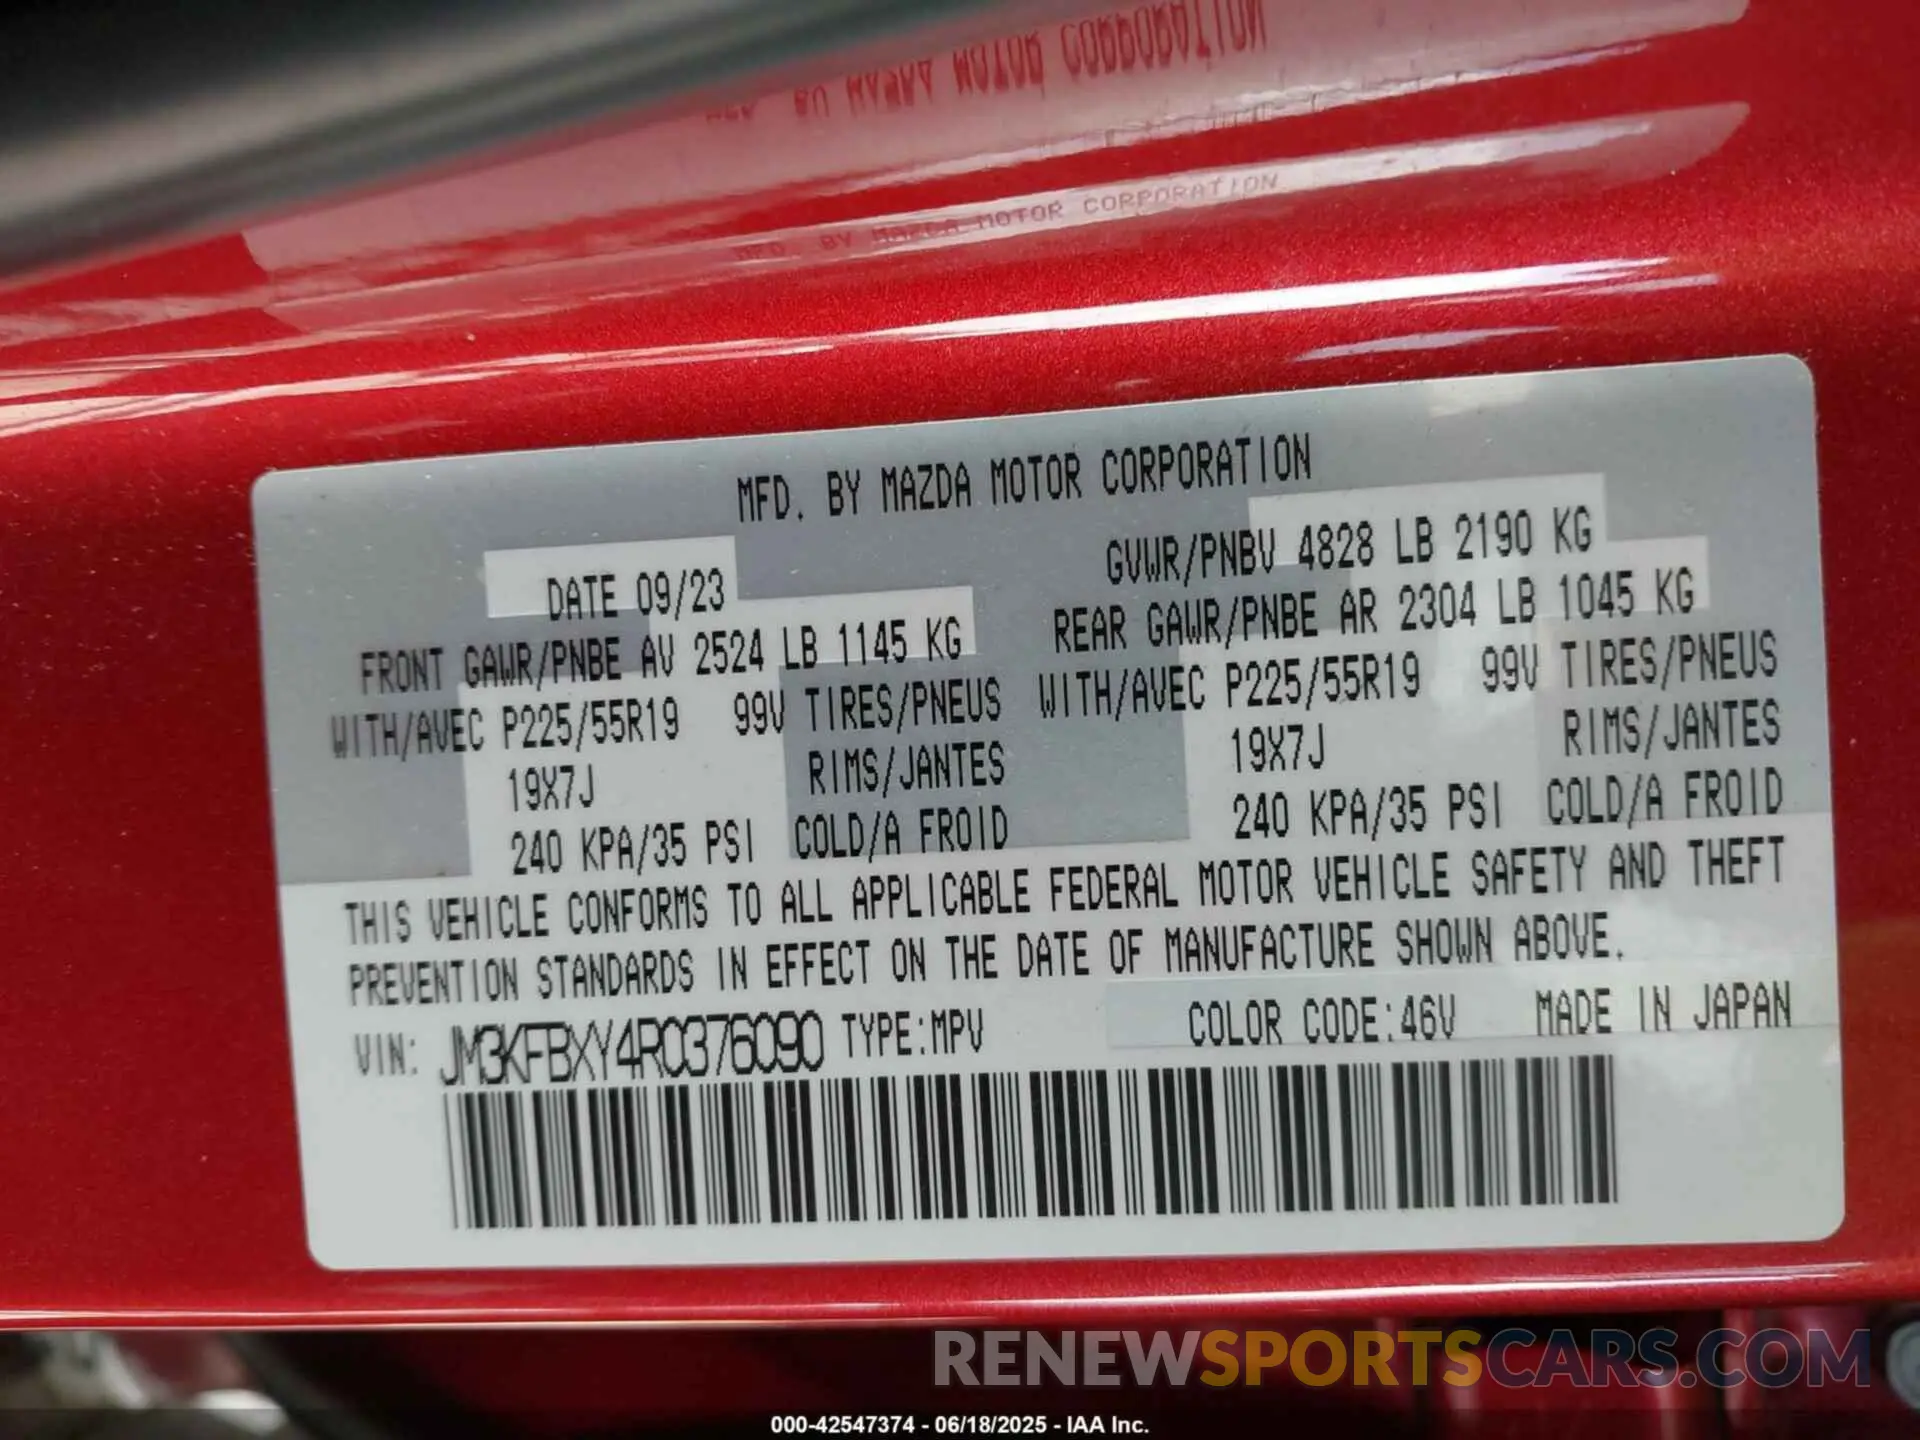 MFD. BY MAZDA MOTOR CORPORATION
MFD. BY MAZDA MOTOR CORPORATION
MFD. BY MAZDA MOTOR CORPORATION
DATE 09/23 GVWR/PNBV 4828 LB 2190 KG
FRONT GAWR/PNBE AV 2524 LB 1145 KG REAR GAWR/PNBE AR 2304 LB 1045 KG
WITH/AVEC P225/55R19 99V TIRES/PNEUS WITH/AVEC P225/55R19 99V TIRES/PNEUS
19X7J RIMS/JANTES 19X7J RIMS/JANTES
240 KPA/35 PSI COLD/A FROID 240 KPA/35 PSI COLD/A FROID
THIS VEHICLE CONFORMS TO ALL APPLICABLE FEDERAL MOTOR VEHICLE SAFETY AND THEFT
PREVENTION STANDARDS IN EFFECT ON THE DATE OF MANUFACTURE SHOWN ABOVE.
VIN: JM3KFBXY4R0376090 TYPE:MPV COLOR CODE:46V MADE IN JAPAN
RENEWSPORTSCARS.COM
000-42547374 - 06/18/2025 - IAA Inc.